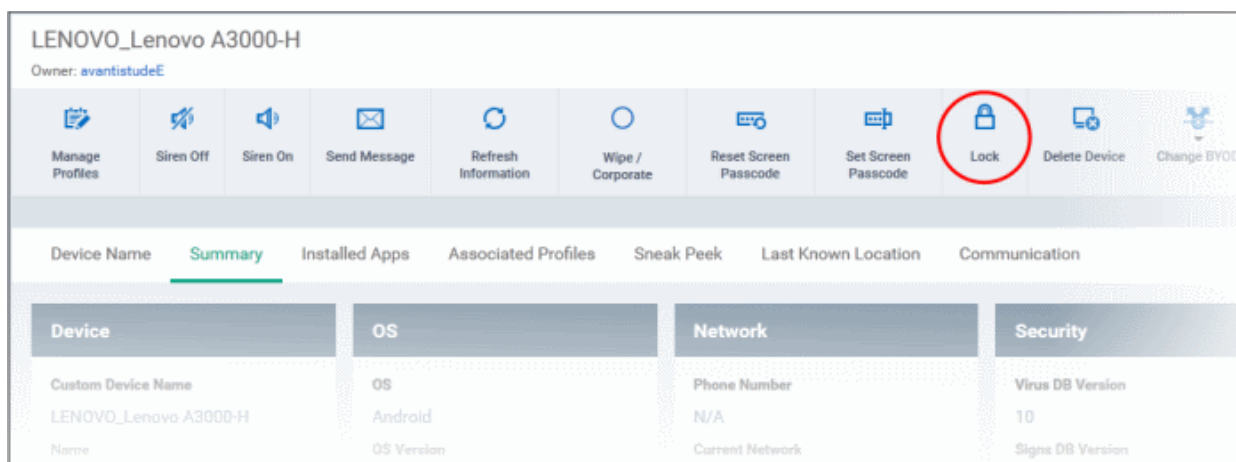 LENOVO_Lenovo A3000-H
Owner: avantistudeE
Manage Profiles
Siren Off
Siren On
Send Message
Refresh Information
Wipe / Corporate
Reset Screen Passcode
Set Screen Passcode
Lock
Delete Device
Change BYOD
Device Name Summary Installed Apps Associated Profiles Sneak Peek Last Known Location Communication
Device OS Network Security
Custom Device Name OS Phone Number Virus DB Version
LENOVO_Lenovo A3000-H Android N/A 10
Name OS Version Current Network Signs DB Version